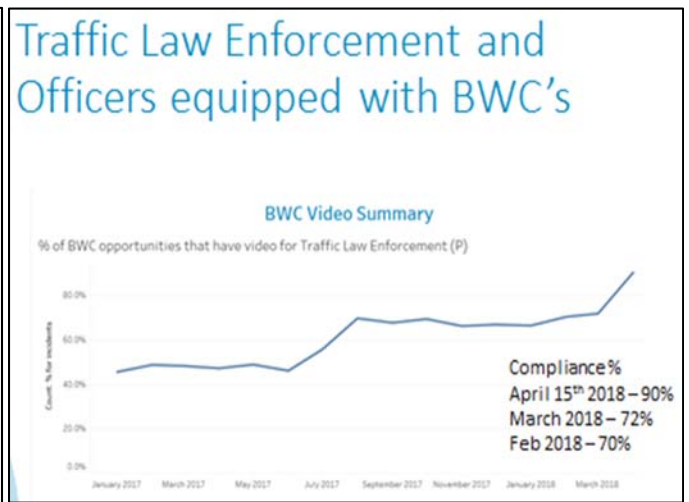 Traffic Law Enforcement and
Officers equipped with BWC's
BWC Video Summary
% of BWC opportunities that have video for Traffic Law Enforcement (P)
80.0%
60.0%
40.0%
20.0%
0.0%
Count: % for incidents
Compliance %
April 15th 2018 – 90%
March 2018 – 72%
Feb 2018 – 70%
January 2017 March 2017 May 2017 July 2017 September 2017 November 2017 January 2018 March 2018